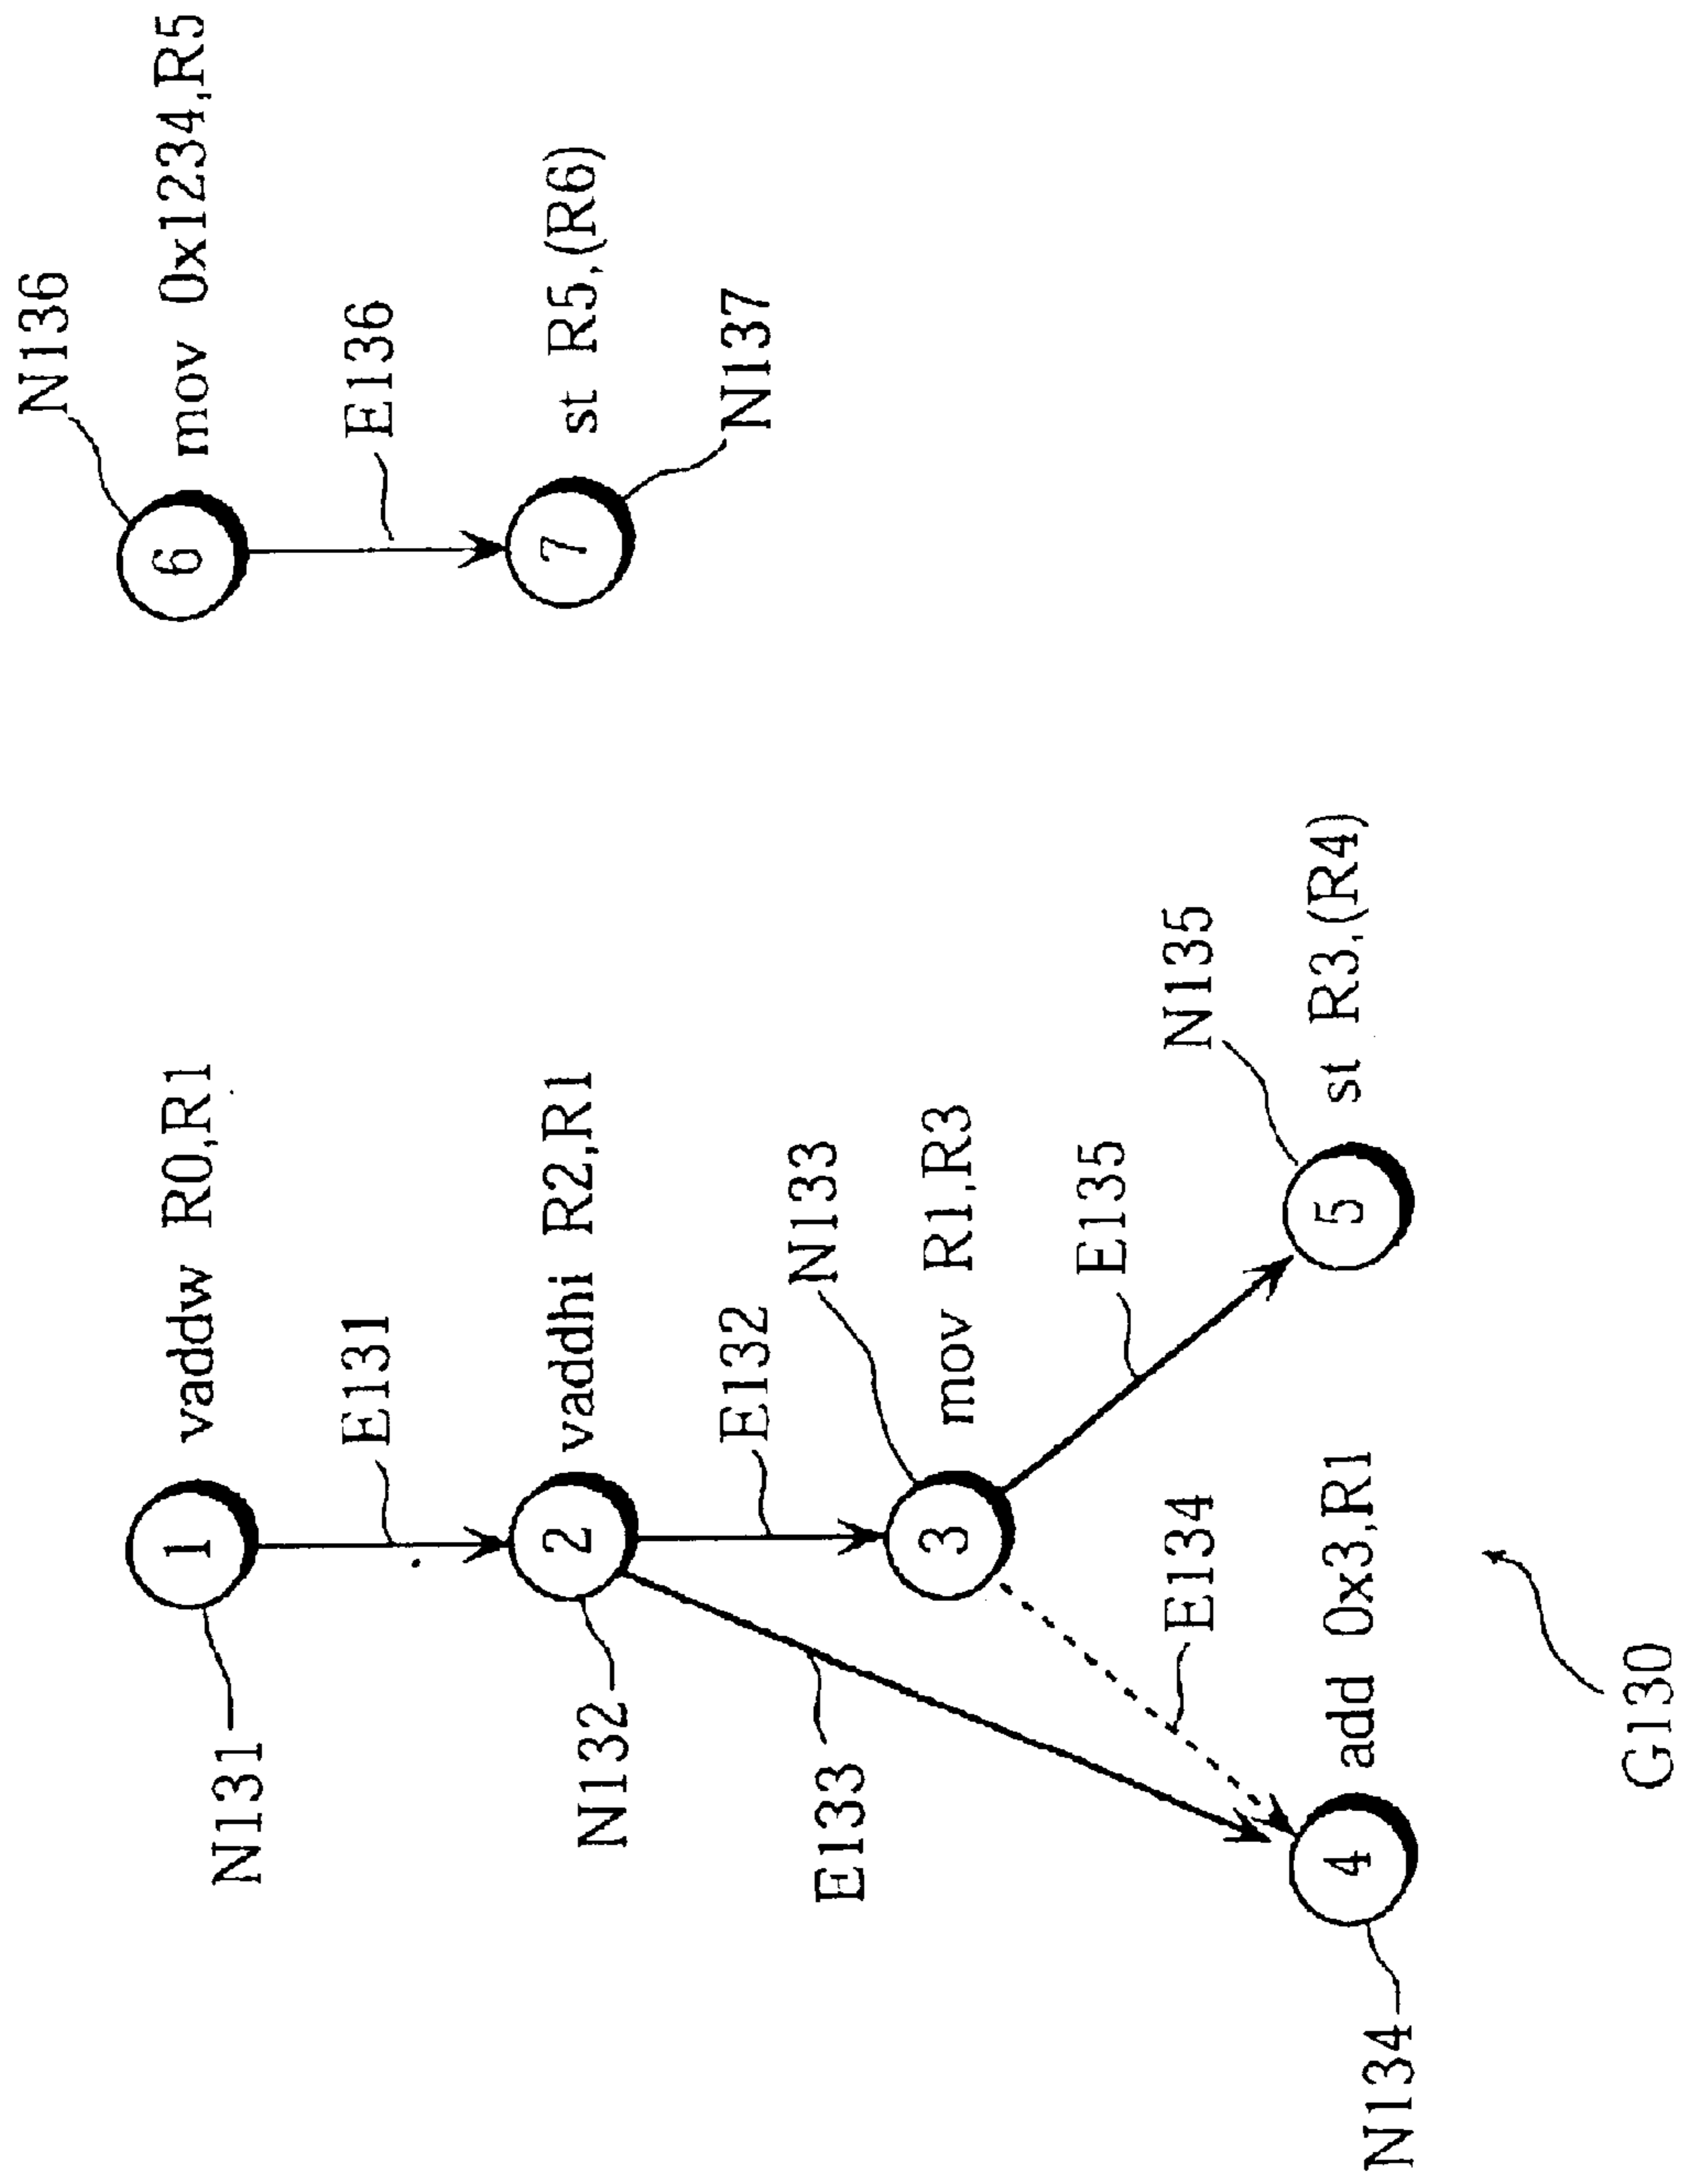 N131
1 vaddw R0,R1
E131
N132
2 vaddhi R2,R1
E132
E133
N133
3 mov R1,R3
E134
E135
N134
4 add 0x3,R1
N135
5 st R3,(R4)
G130
N136
6 mov 0x1234,R5
E136
7 st R5,(R6)
N137